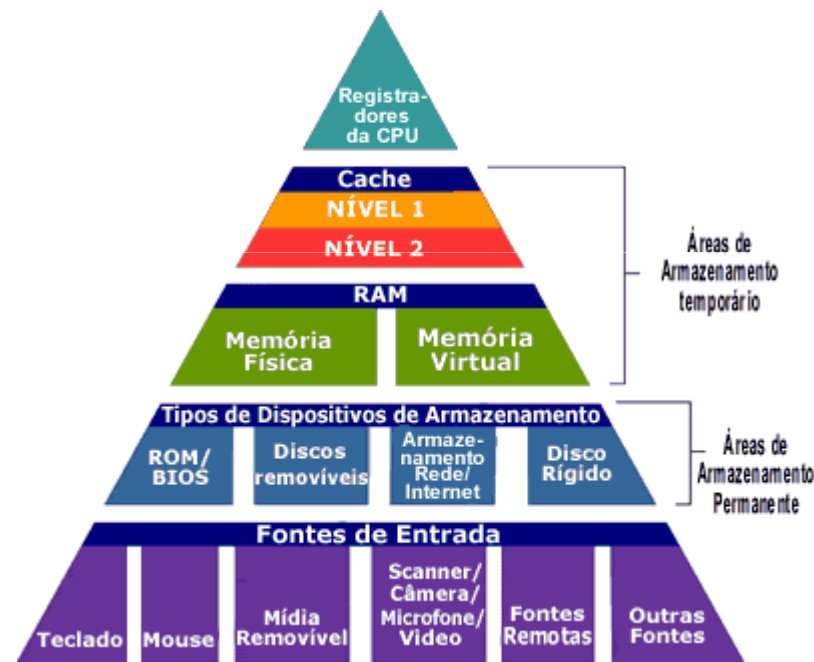 Registra-
dores
da CPU
Cache
NÍVEL 1
NÍVEL 2
Áreas de
Armazenamento
temporário
RAM
Memória
Física
Memória
Virtual
Tipos de Dispositivos de Armazenamento
ROM/
BIOS
Discos
removíveis
Armaze-
namento
Rede/
Internet
Disco
Rígido
Áreas de
Armazenamento
Permanente
Fontes de Entrada
Teclado
Mouse
Mídia
Removível
Scanner/
Câmera/
Microfone/
Video
Fontes
Remotas
Outras
Fontes